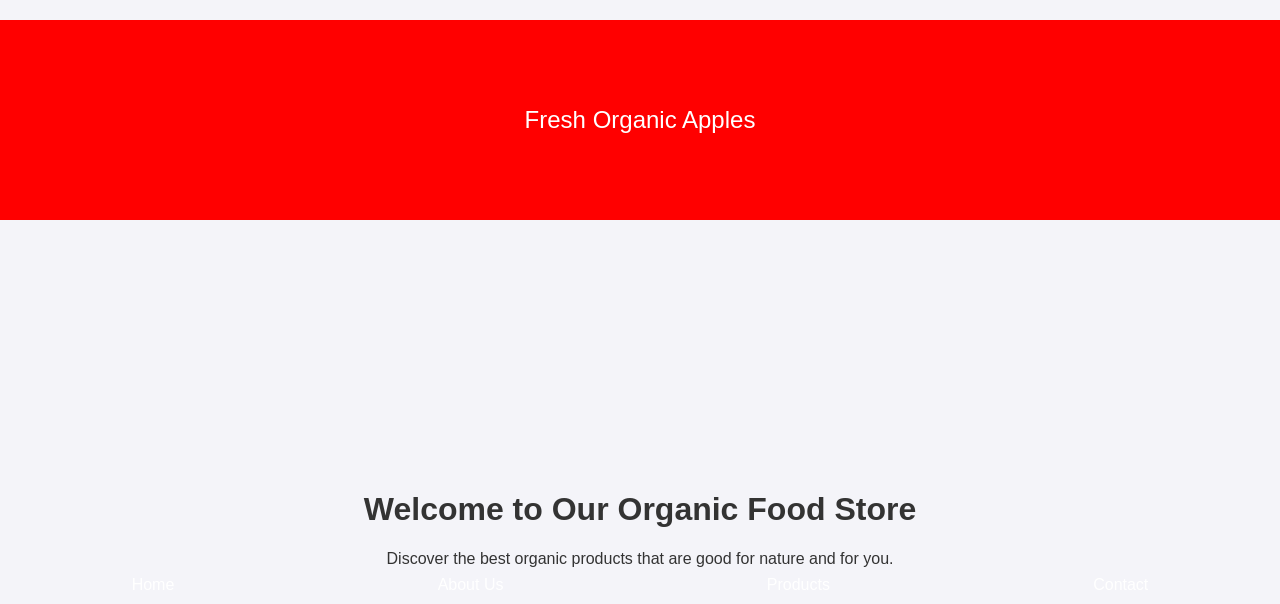 Fresh Organic Apples
Welcome to Our Organic Food Store
Discover the best organic products that are good for nature and for you.
Home About Us Products Contact